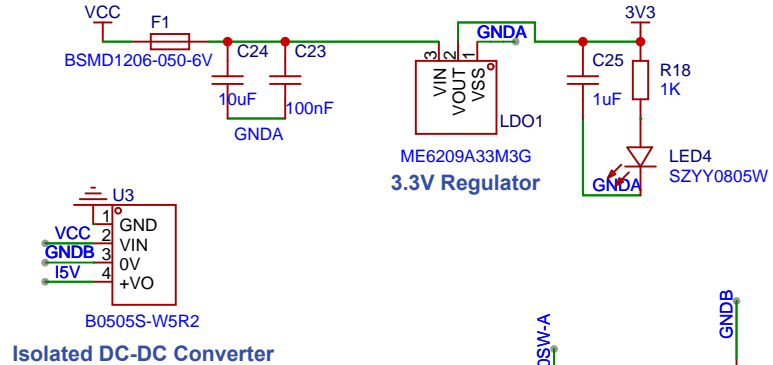 VCC
F1
BSMD1206-050-6V
C24
C23
10uF
100nF
GNDA
3
2
1
VIN
VOUT
VSS
GNDA
LDO1
ME6209A33M3G
3.3V Regulator
3V3
C25
1uF
R18
1K
LED4
SZYY0805W
GNDA
U3
1
GND
VCC
2
VIN
GNDB
3
0V
I5V
4
+VO
B0505S-W5R2
Isolated DC-DC Converter
0SW-A
GNDB